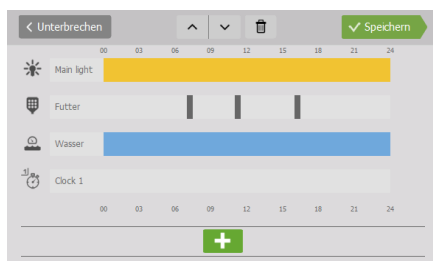 Unterbrechen
Speichern
00 03 06 09 12 15 18 21 24
Main light
Futter
Wasser
Clock 1
00 03 06 09 12 15 18 21 24